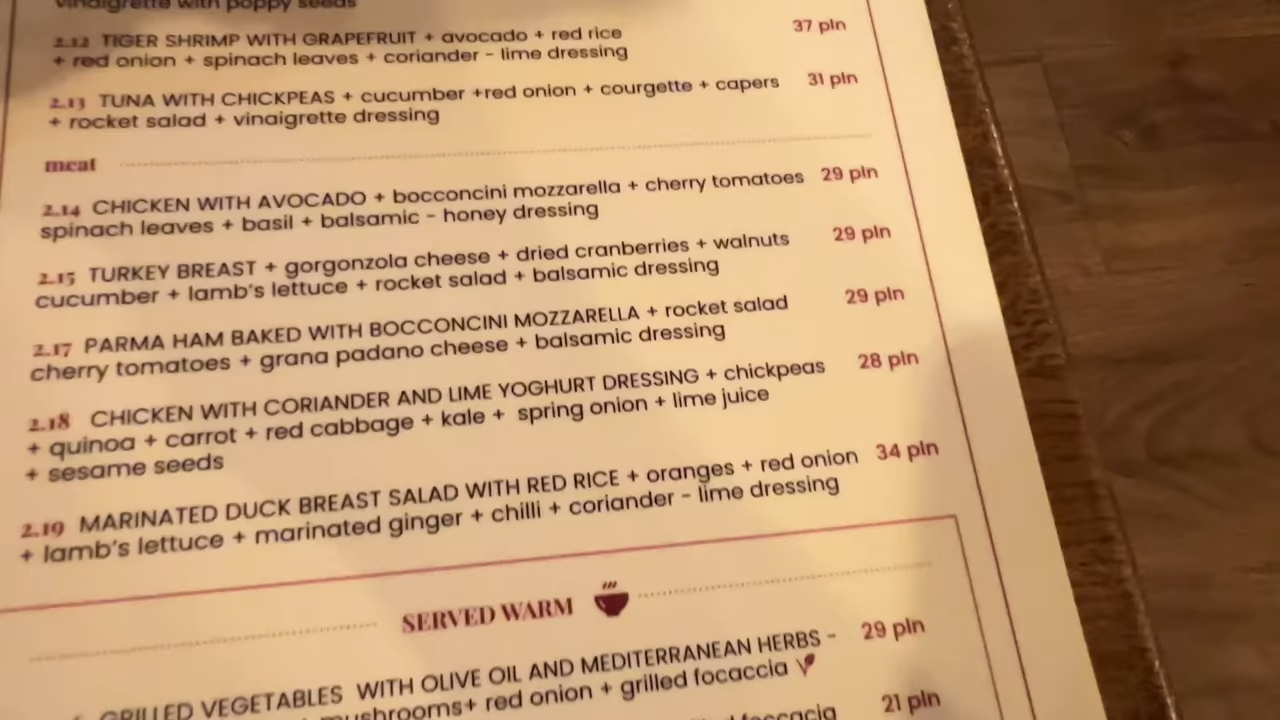 vinaigrette with poppy seeds
2.12 TIGER SHRIMP WITH GRAPEFRUIT + avocado + red rice 37 pln
+ red onion + spinach leaves + coriander - lime dressing
2.13 TUNA WITH CHICKPEAS + cucumber +red onion + courgette + capers 31 pln
+ rocket salad + vinaigrette dressing
meat
2.14 CHICKEN WITH AVOCADO + bocconcini mozzarella + cherry tomatoes 29 pln
spinach leaves + basil + balsamic - honey dressing
2.15 TURKEY BREAST + gorgonzola cheese + dried cranberries + walnuts 29 pln
cucumber + lamb's lettuce + rocket salad + balsamic dressing
2.17 PARMA HAM BAKED WITH BOCCONCINI MOZZARELLA + rocket salad 29 pln
cherry tomatoes + grana padano cheese + balsamic dressing
2.18 CHICKEN WITH CORIANDER AND LIME YOGHURT DRESSING + chickpeas 28 pln
+ quinoa + carrot + red cabbage + kale + spring onion + lime juice
+ sesame seeds
2.19 MARINATED DUCK BREAST SALAD WITH RED RICE + oranges + red onion 34 pln
+ lamb's lettuce + marinated ginger + chilli + coriander - lime dressing
SERVED WARM
GRILLED VEGETABLES WITH OLIVE OIL AND MEDITERRANEAN HERBS - 29 pln
mushrooms+ red onion + grilled focaccia
focaccia 21 pln